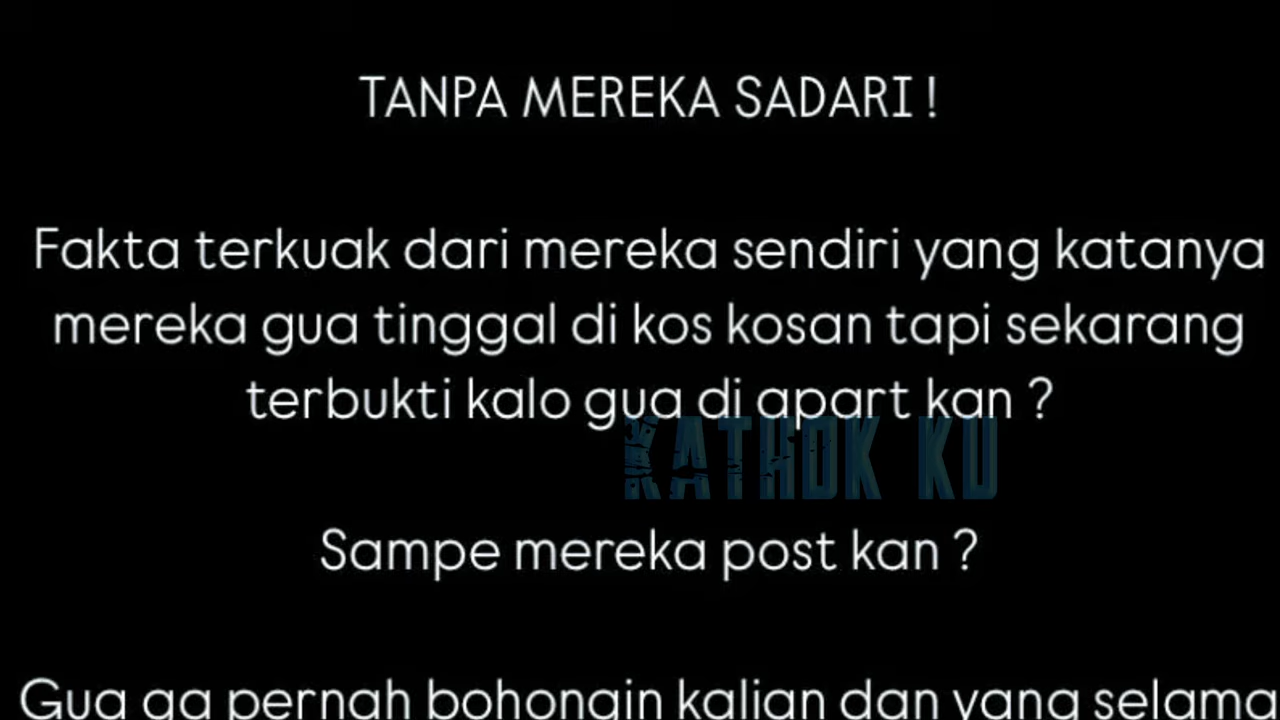 TANPA MEREKA SADARI !
Fakta terkuak dari mereka sendiri yang katanya
mereka gua tinggal di kos kosan tapi sekarang
terbukti kalo gua di apart kan ?
KATHOK KU
Sampe mereka post kan ?
Gua ga pernah bohongin kalian dan yang selama